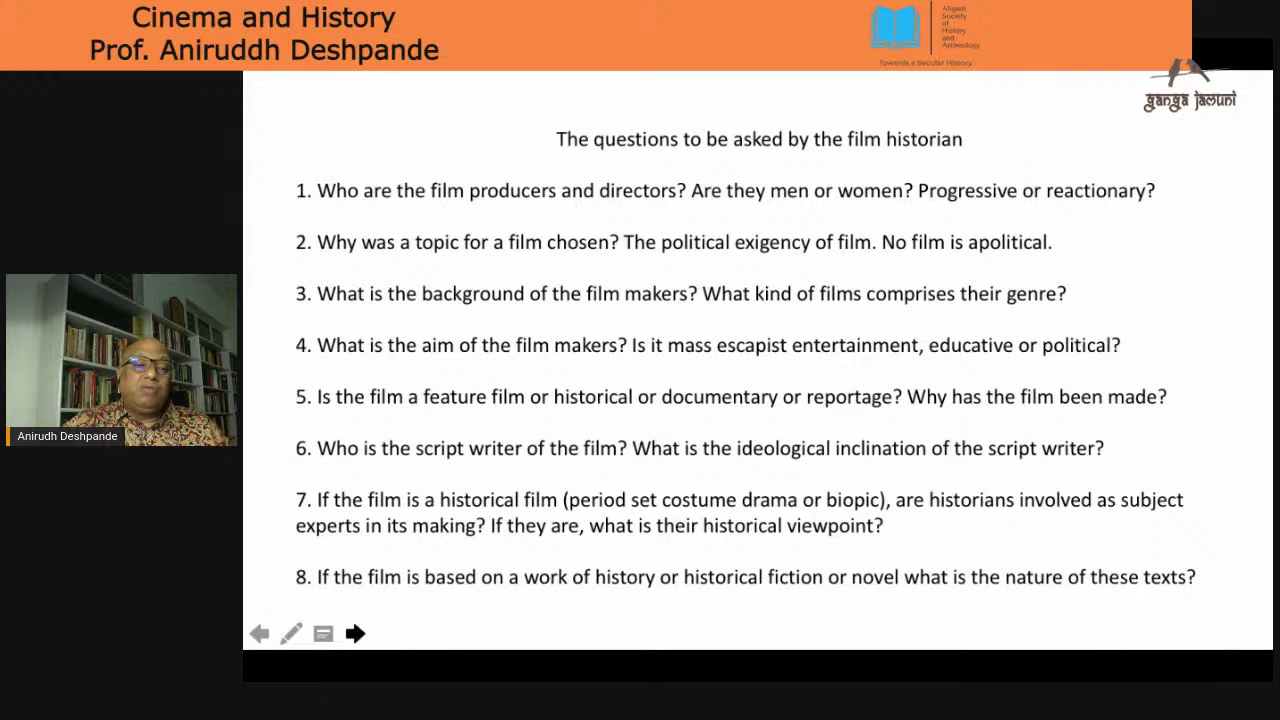 Cinema and History
Prof. Aniruddh Deshpande
Aligarh
Society
of
History
and
Archeology
Towards a Secular History
ganga jamuni
The questions to be asked by the film historian
1. Who are the film producers and directors? Are they men or women? Progressive or reactionary?
2. Why was a topic for a film chosen? The political exigency of film. No film is apolitical.
3. What is the background of the film makers? What kind of films comprises their genre?
4. What is the aim of the film makers? Is it mass escapist entertainment, educative or political?
5. Is the film a feature film or historical or documentary or reportage? Why has the film been made?
6. Who is the script writer of the film? What is the ideological inclination of the script writer?
7. If the film is a historical film (period set costume drama or biopic), are historians involved as subject
experts in its making? If they are, what is their historical viewpoint?
8. If the film is based on a work of history or historical fiction or novel what is the nature of these texts?
Anirudh Deshpande